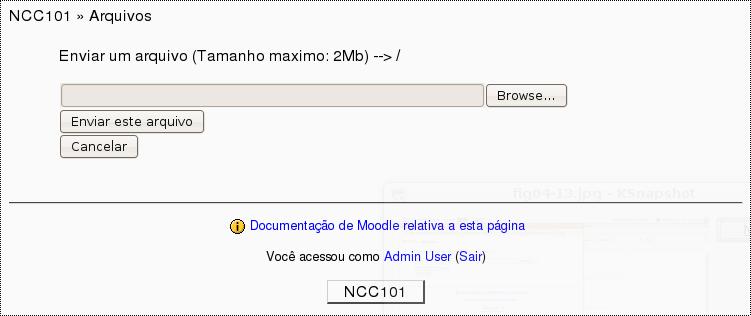 NCC101 » Arquivos
Enviar um arquivo (Tamanho maximo: 2Mb) --> /
Browse...
Enviar este arquivo
Cancelar
fig04-13.jpg - KSnapshot
Documentação de Moodle relativa a esta página
Você acessou como Admin User (Sair)
NCC101